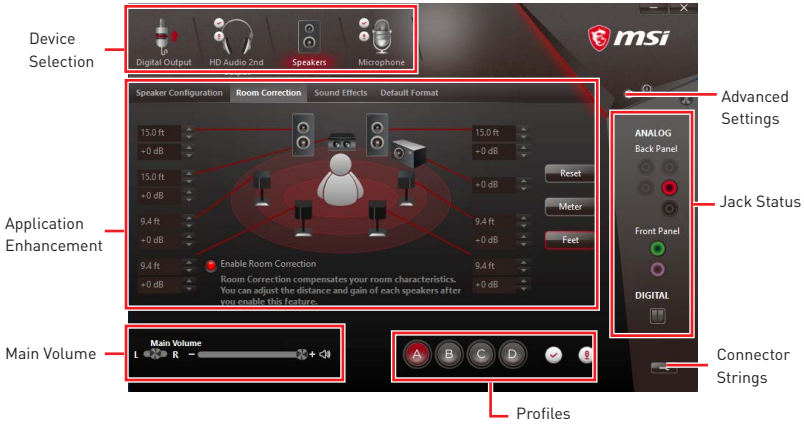 Device
Selection
Digital Output
HD Audio 2nd
Speakers
Microphone
msi
Advanced
Settings
Speaker Configuration
Room Correction
Sound Effects
Default Format
15.0 ft
+0 dB
15.0 ft
+0 dB
9.4 ft
+0 dB
9.4 ft
+0 dB
15.0 ft
+0 dB
+0 dB
9.4 ft
+0 dB
9.4 ft
+0 dB
Reset
Meter
Feet
Enable Room Correction
Room Correction compensates your room characteristics.
You can adjust the distance and gain of each speakers after
you enable this feature.
Application
Enhancement
ANALOG
Back Panel
Front Panel
DIGITAL
Jack Status
Main Volume
Main Volume
L
R
- +
A B C D
Profiles
Connector
Strings